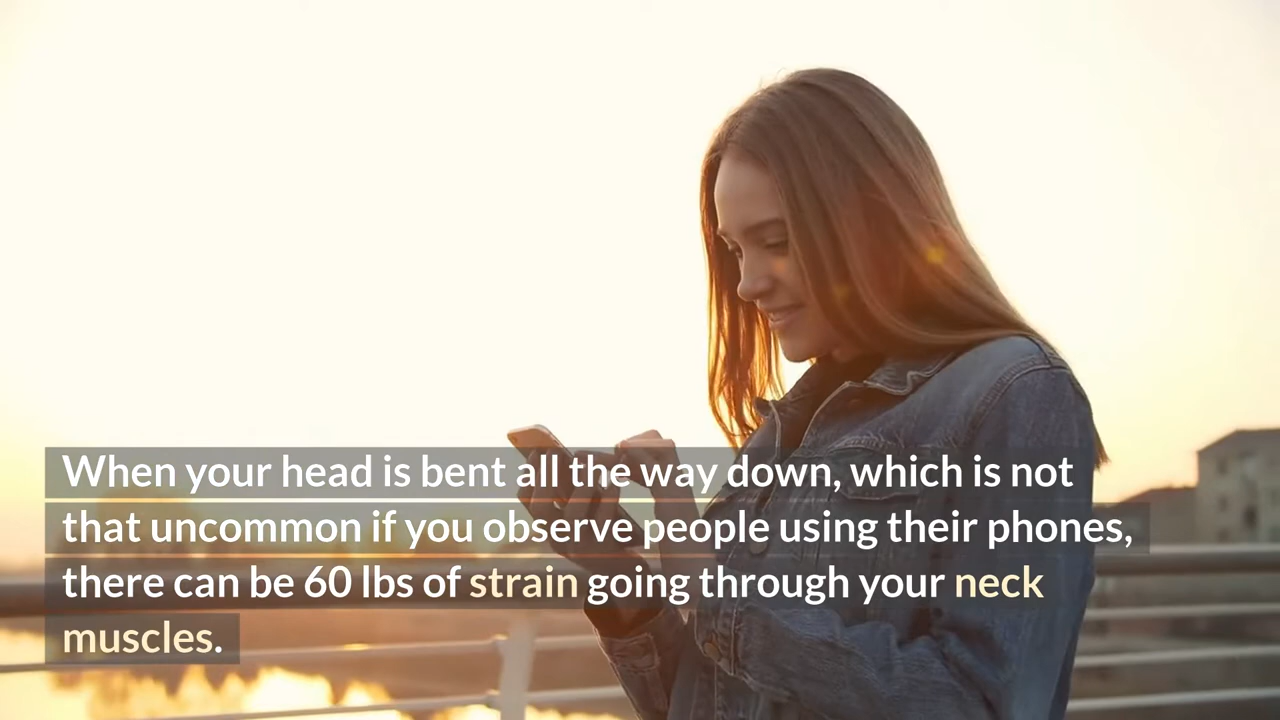 When your head is bent all the way down, which is not
that uncommon if you observe people using their phones,
there can be 60 lbs of strain going through your neck
muscles.